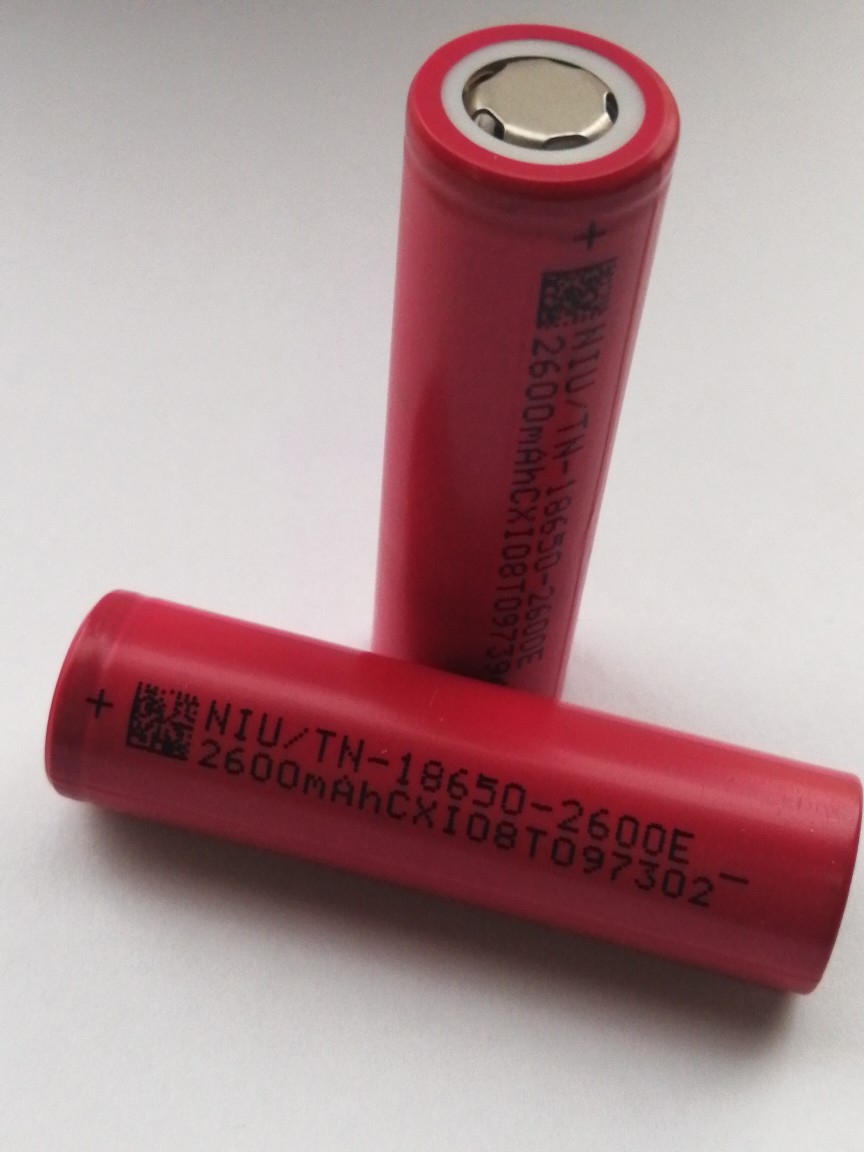 +
NIU/TN-18650-2600E
2600mAhCXI08T0973
+
NIU/TN-18650-2600E
2600mAhCXI08T097302
-